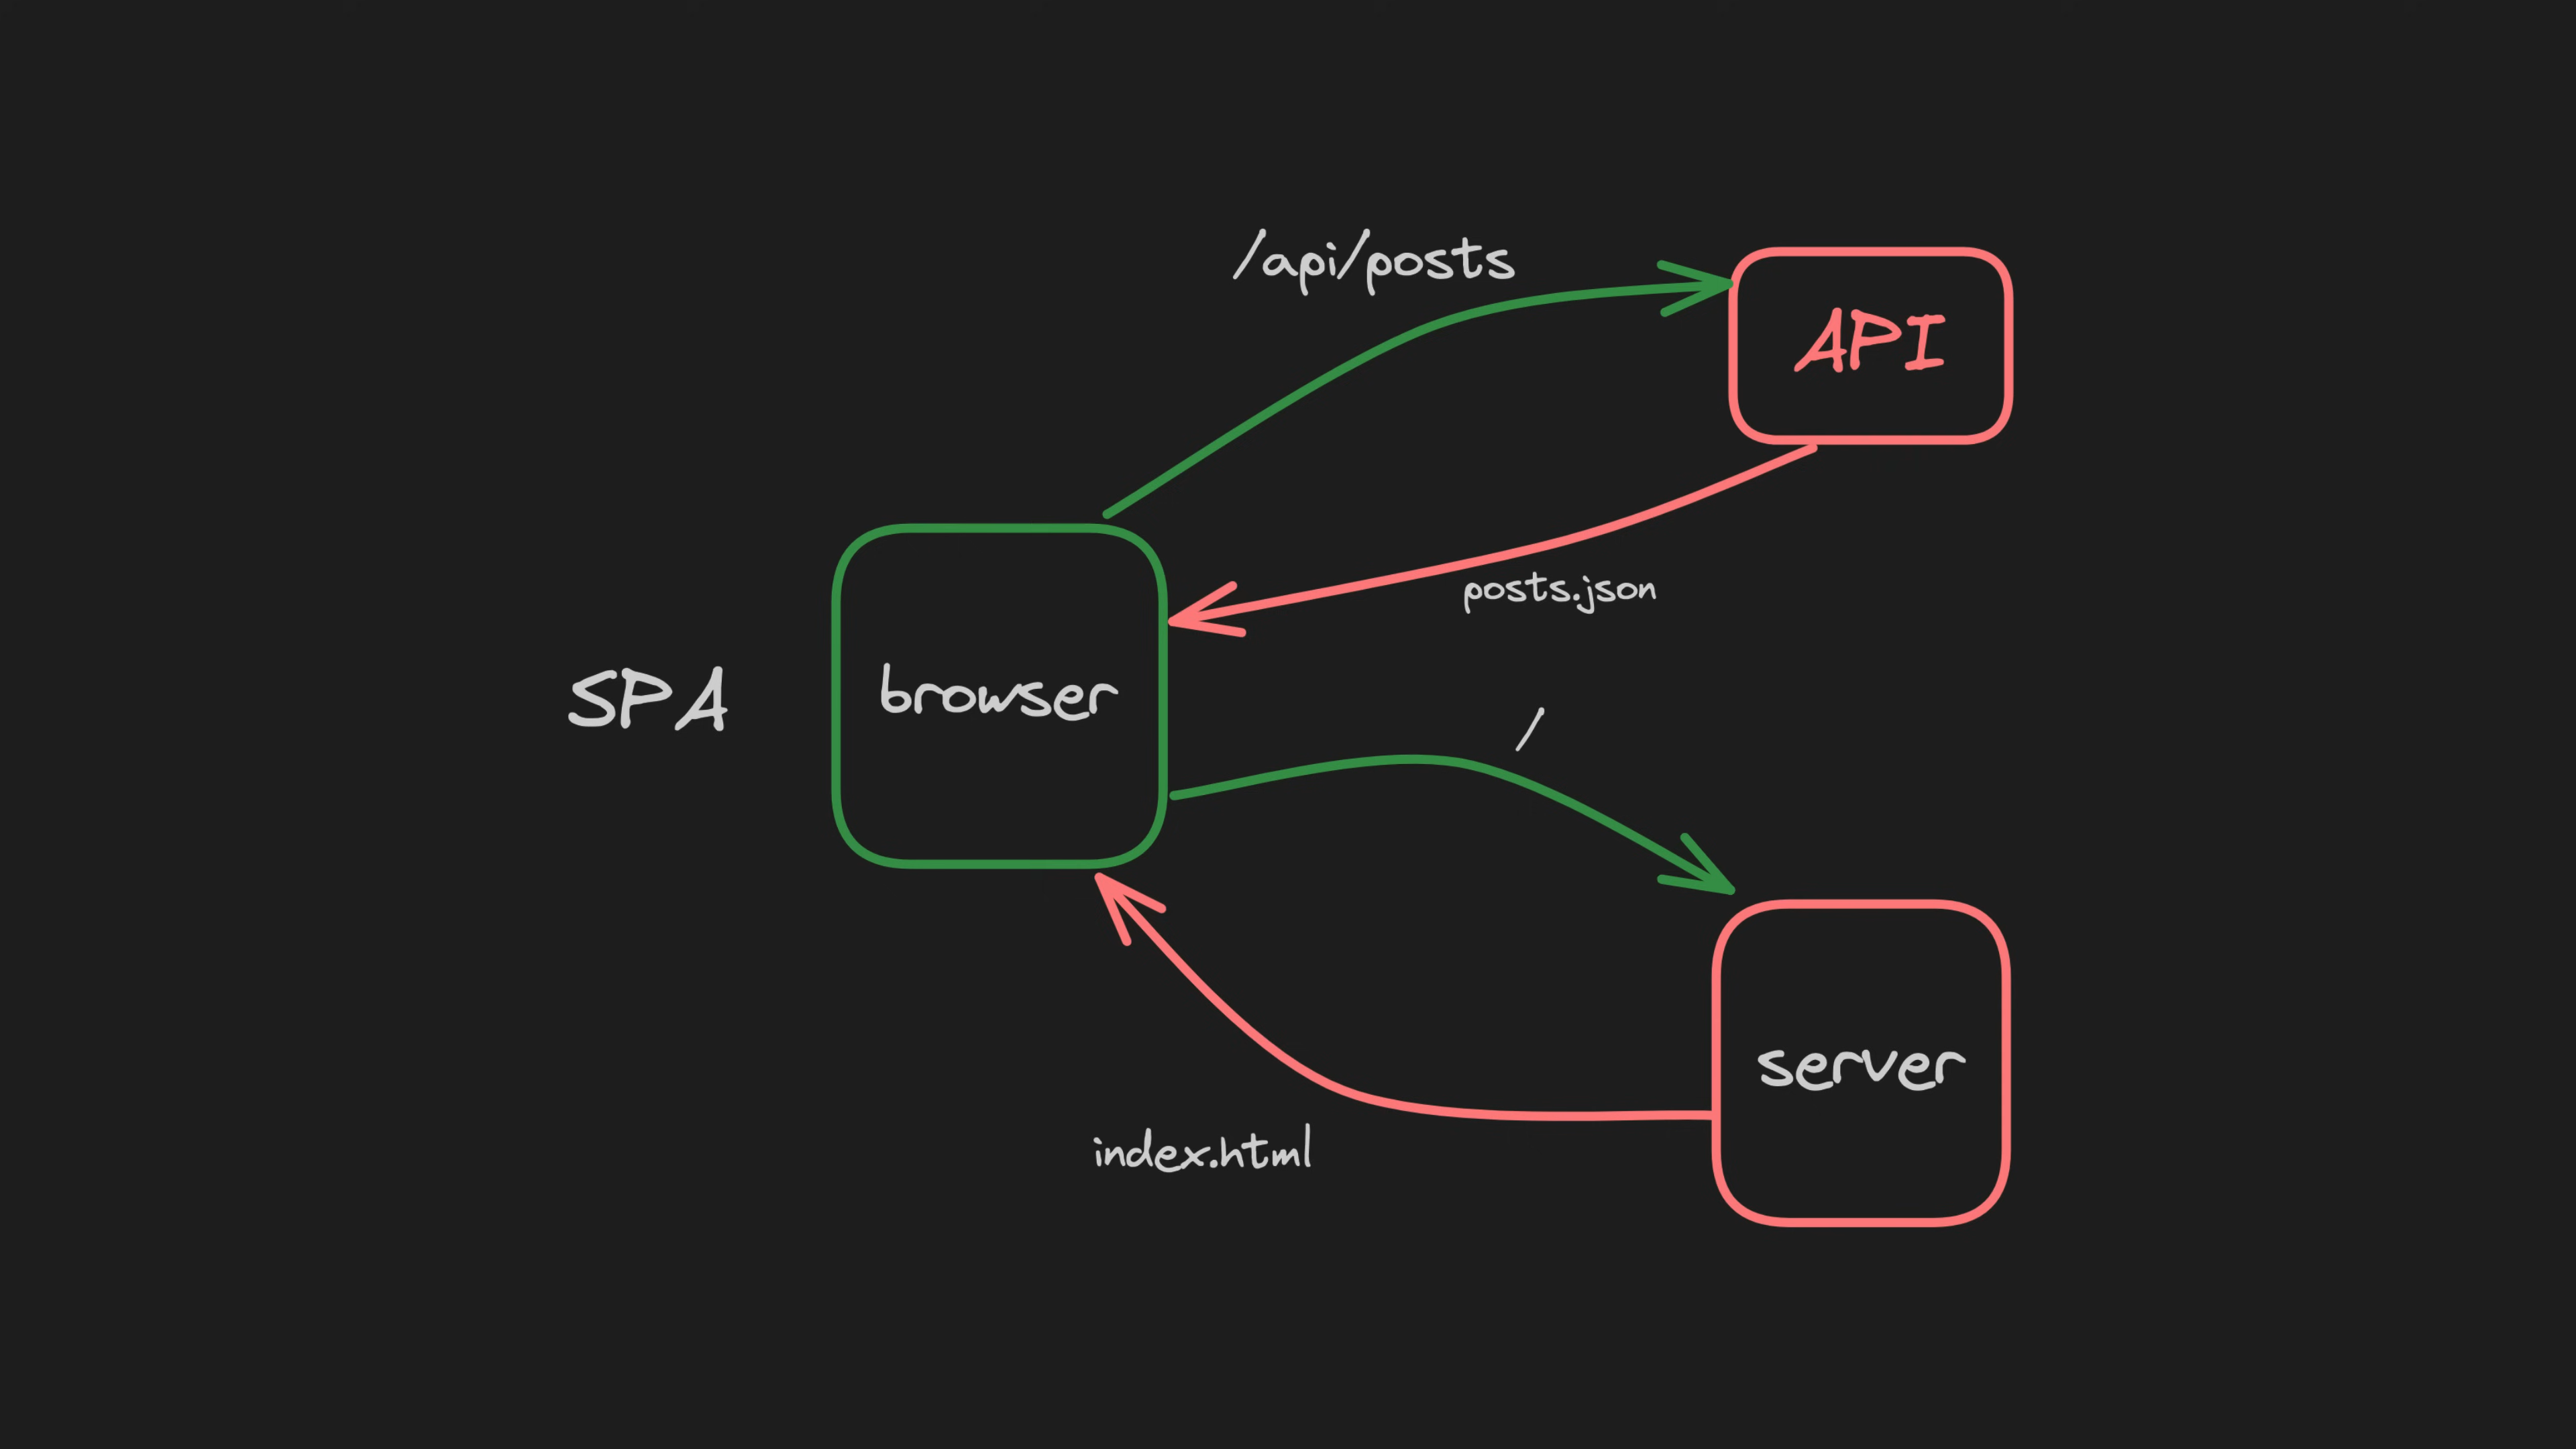 /api/posts
API
posts.json
SPA
browser
/
server
index.html